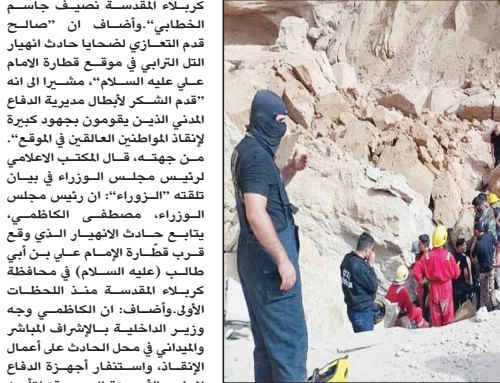 كربلاء المقدسة نصيف جاسم
الخطابي“.وأضاف ان ”صالح
قدم التعازي لضحايا حادث انهيار
التل الترابي في موقع قطارة الامام
علي عليه السلام“، مشيرا الى انه
”قدم الشكر لأبطال مديرية الدفاع
المدني الذين يقومون بجهود كبيرة
لإنقاذ المواطنين العالقين في الموقع“.
من جهته، قال المكتب الاعلامي
لرئيس مجلس الوزراء في بيان
تلقته ”الزوراء“: ان رئيس مجلس
الوزراء، مصطفى الكاظمي،
يتابع حادث الانهيار الذي وقع
قرب قطّارة الإمام علي بن أبي
طالب (عليه السلام) في محافظة
كربلاء المقدسة منذ اللحظات
الأولى.وأضاف: ان الكاظمي وجه
وزير الداخلية بالإشراف المباشر
والميداني في محل الحادث على أعمال
الإنقاذ، واستنفار أجهزة الدفاع